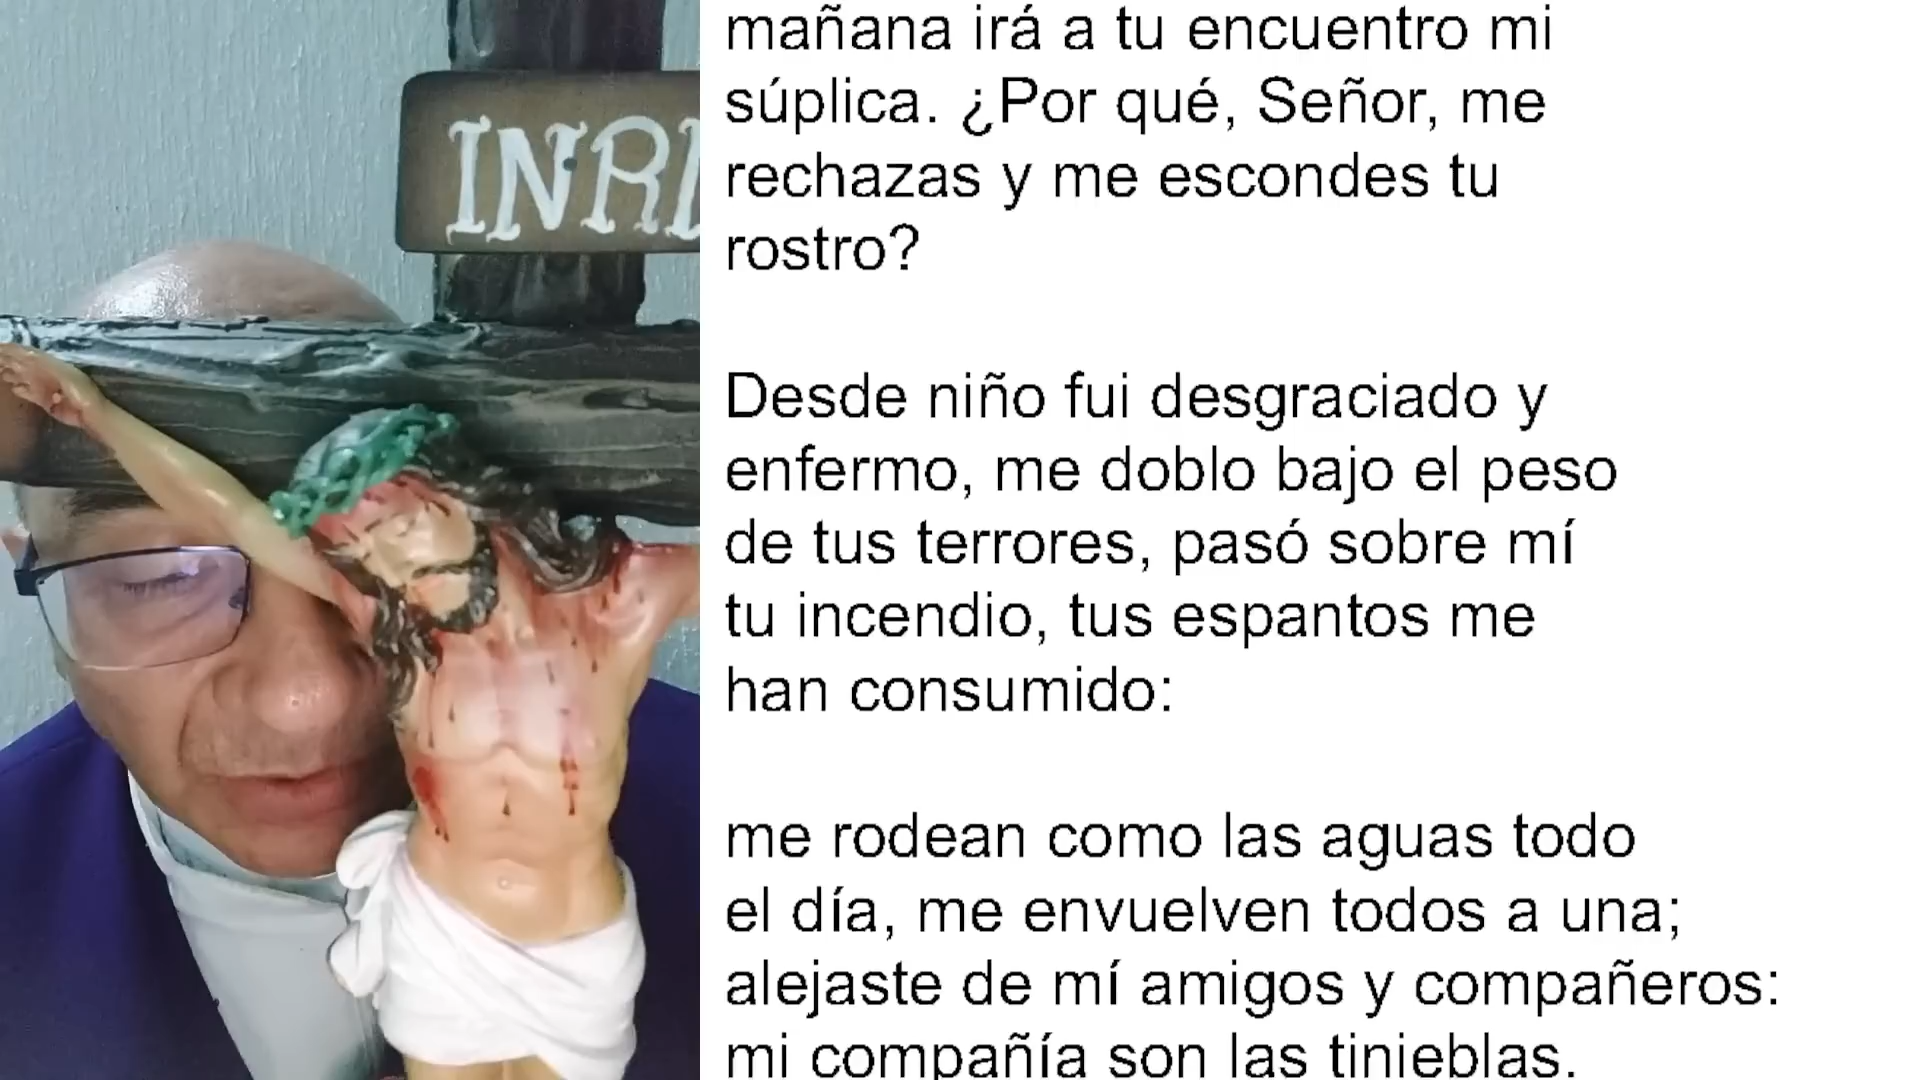 INRI
mañana irá a tu encuentro mi
súplica. ¿Por qué, Señor, me
rechazas y me escondes tu
rostro?
Desde niño fui desgraciado y
enfermo, me doblo bajo el peso
de tus terrores, pasó sobre mí
tu incendio, tus espantos me
han consumido:
me rodean como las aguas todo
el día, me envuelven todos a una;
alejaste de mí amigos y compañeros:
mi compañía son las tinieblas.